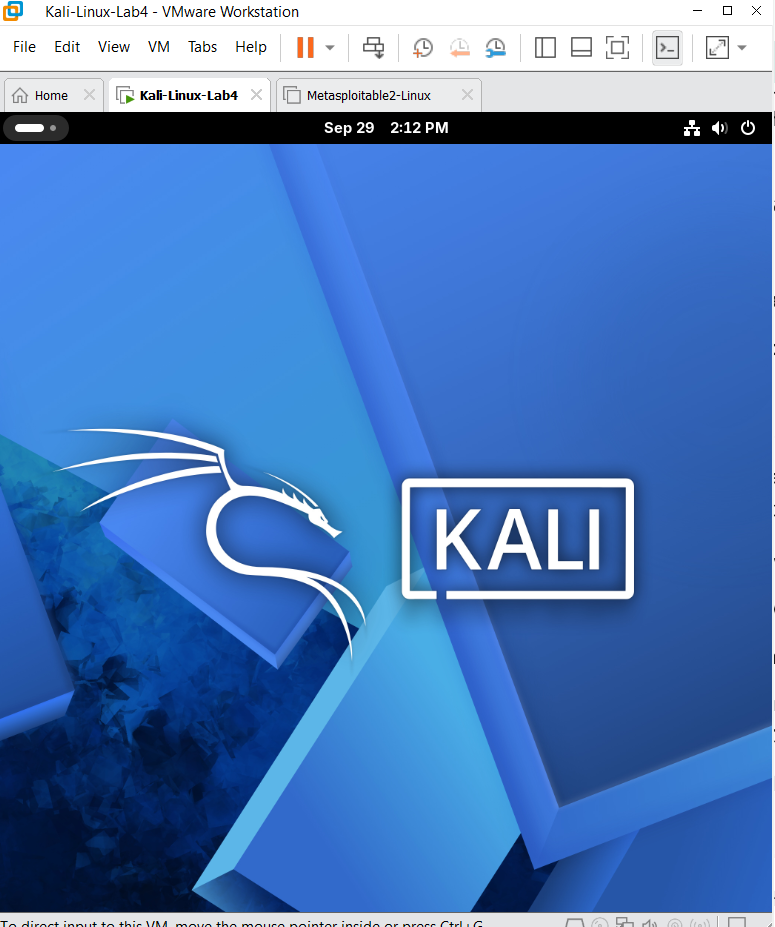 Kali-Linux-Lab4 - VMware Workstation
File Edit View VM Tabs Help
Home Kali-Linux-Lab4 Metasploitable2-Linux
Sep 29 2:12 PM
KALI
To direct input to this VM, move the mouse pointer inside or press Ctrl+G.